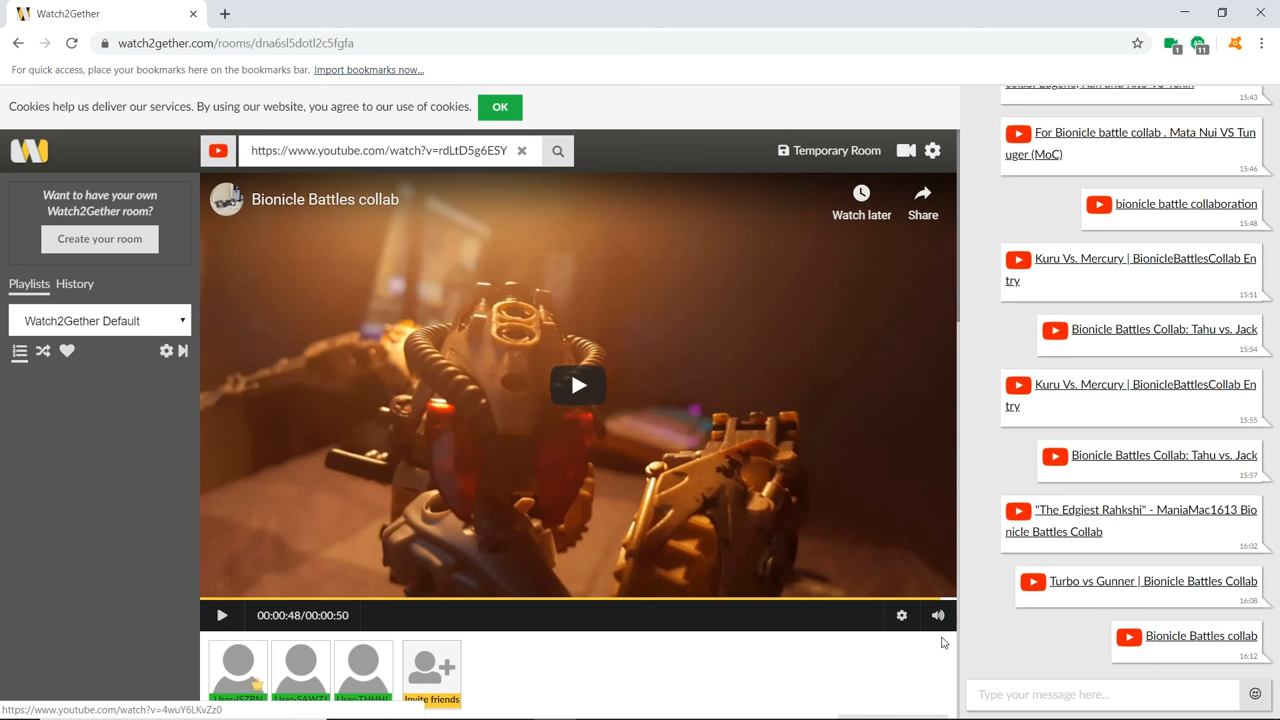 Watch2Gether
watch2gether.com/rooms/dna6sl5dotl2c5fgfa
1
11
For quick access, place your bookmarks here on the bookmarks bar. Import bookmarks now...
Cookies help us deliver our services. By using our website, you agree to our use of cookies.
OK
https://www.youtube.com/watch?v=rdLtD5g6ESY
Temporary Room
Want to have your own
Watch2Gether room?
Create your room
Playlists History
Watch2Gether Default
Bionicle Battles collab
Watch later
Share
00:00:48/00:00:50
Invite friends
https://www.youtube.com/watch?v=4wuY6LKvZz0
15:43
For Bionicle battle collab . Mata Nui VS Tun
uger (MoC)
15:46
bionicle battle collaboration
15:48
Kuru Vs. Mercury | BionicleBattlesCollab En
try
15:51
Bionicle Battles Collab: Tahu vs. Jack
15:54
Kuru Vs. Mercury | BionicleBattlesCollab En
try
15:55
Bionicle Battles Collab: Tahu vs. Jack
15:57
"The Edgiest Rahkshi" - ManiaMac1613 Bio
nicle Battles Collab
16:02
Turbo vs Gunner | Bionicle Battles Collab
16:08
Bionicle Battles collab
16:12
Type your message here...